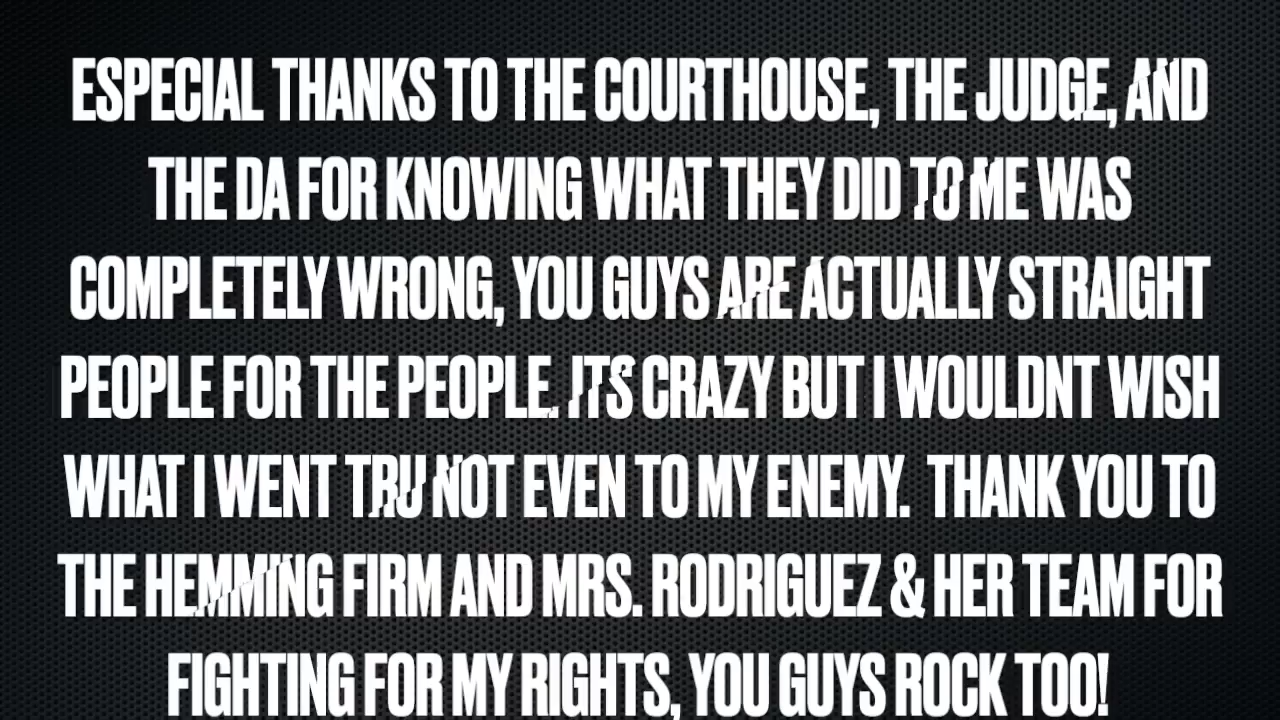 ESPECIAL THANKS TO THE COURTHOUSE, THE JUDGE, AND
THE DA FOR KNOWING WHAT THEY DID TO ME WAS
COMPLETELY WRONG, YOU GUYS ARE ACTUALLY STRAIGHT
PEOPLE FOR THE PEOPLE. ITS CRAZY BUT I WOULDNT WISH
WHAT I WENT TRU NOT EVEN TO MY ENEMY. THANK YOU TO
THE HEMMING FIRM AND MRS. RODRIGUEZ & HER TEAM FOR
FIGHTING FOR MY RIGHTS, YOU GUYS ROCK TOO!